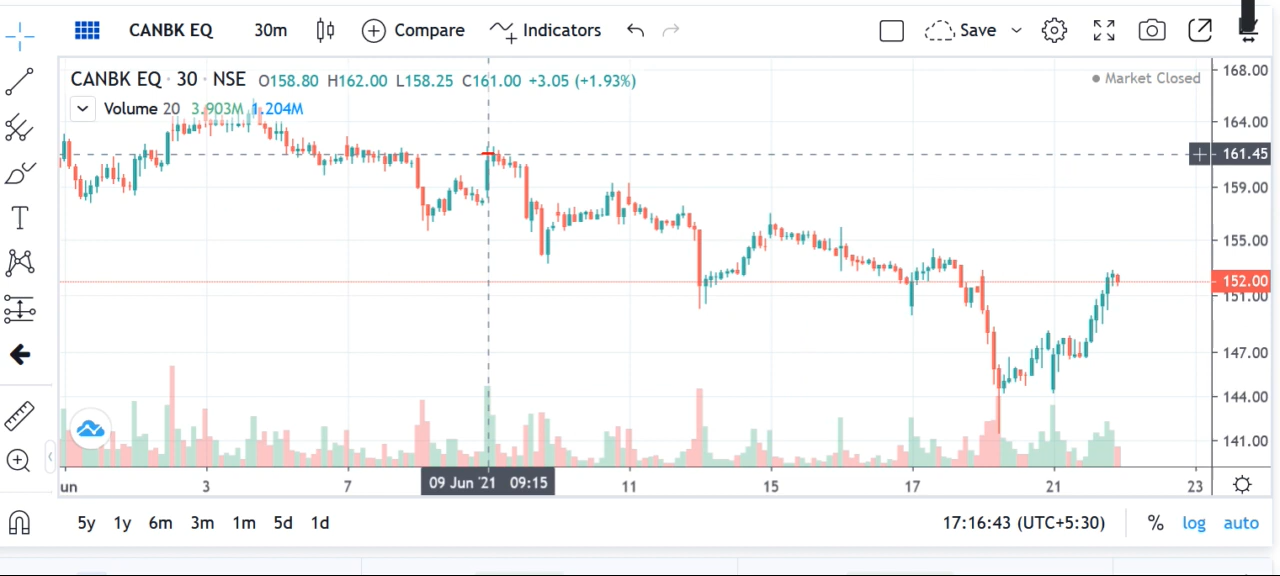 CANBK EQ 30m Compare Indicators Save
CANBK EQ · 30 · NSE O158.80 H162.00 L158.25 C161.00 +3.05 (+1.93%) Market Closed
Volume 20 3.903M 1.204M
168.00
164.00
161.45
159.00
155.00
152.00
151.00
147.00
144.00
141.00
un 3 7 09 Jun '21 09:15 11 15 17 21 23
5y 1y 6m 3m 1m 5d 1d 17:16:43 (UTC+5:30) % log auto